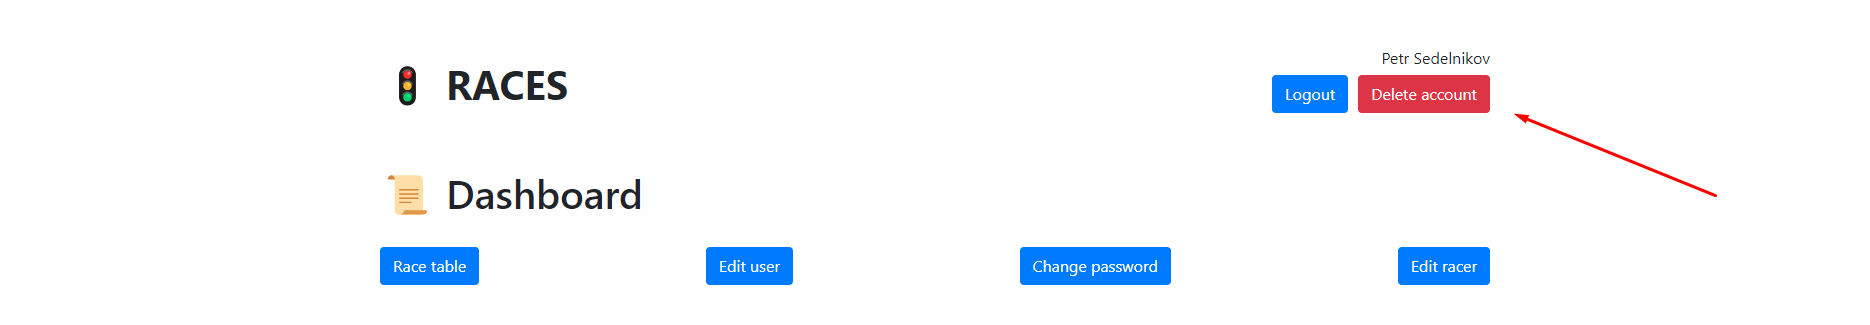 Petr Sedelnikov
RACES
Logout Delete account
Dashboard
Race table Edit user Change password Edit racer